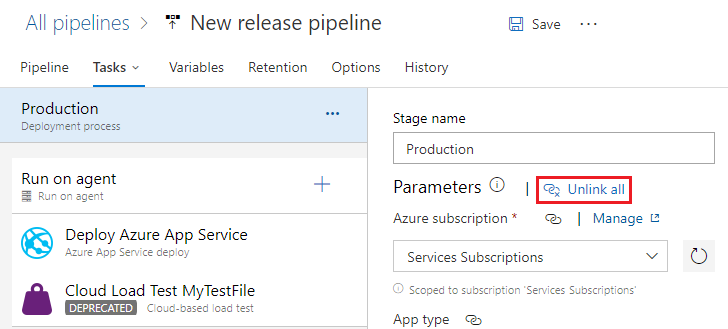 All pipelines > New release pipeline Save ...
Pipeline Tasks Variables Retention Options History
Production ...
Deployment process
Run on agent +
Run on agent
Deploy Azure App Service
Azure App Service deploy
Cloud Load Test MyTestFile
DEPRECATED Cloud-based load test
Stage name
Production
Parameters | Unlink all
Azure subscription * | Manage
Services Subscriptions
Scoped to subscription 'Services Subscriptions'
App type